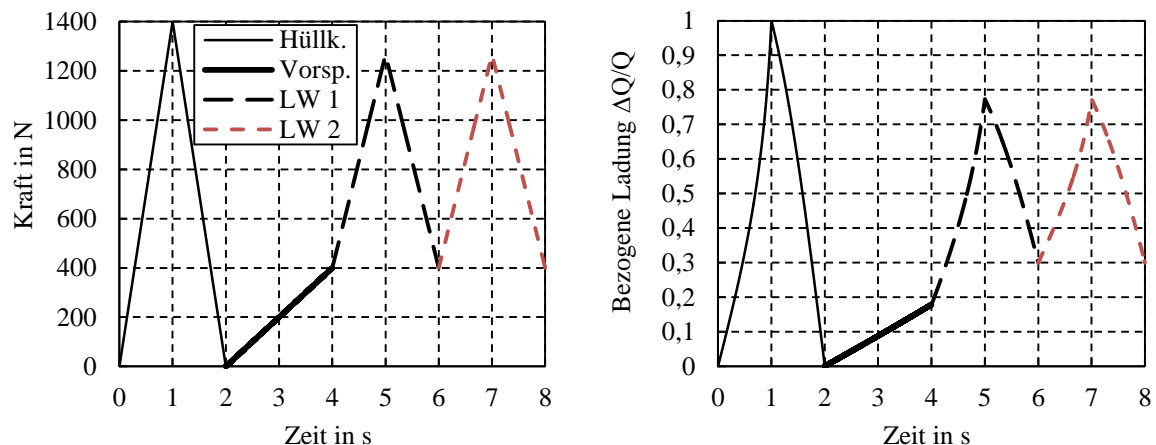 1400
1200
1000
800
600
400
200
0
Kraft in N
Hüllk.
Vorsp.
LW 1
LW 2
0 1 2 3 4 5 6 7 8
Zeit in s
1
0,9
0,8
0,7
0,6
0,5
0,4
0,3
0,2
0,1
0
Bezogene Ladung ΔQ/Q
0 1 2 3 4 5 6 7 8
Zeit in s